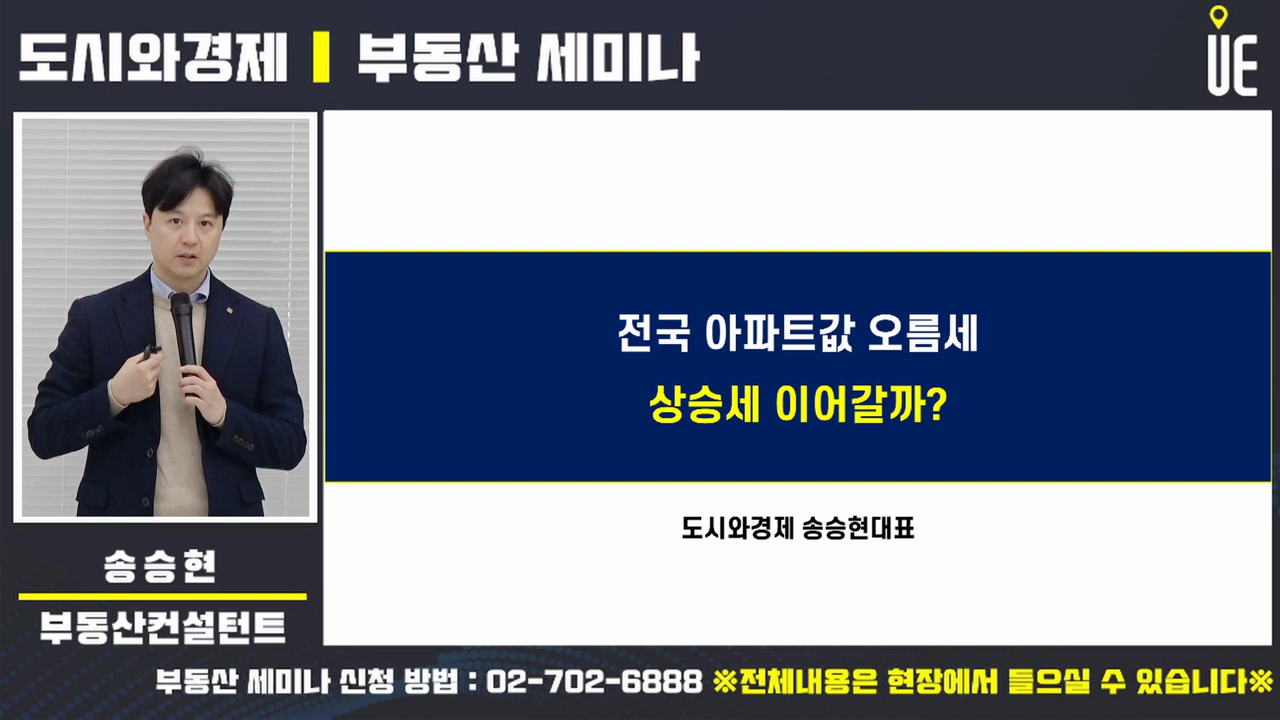 도시와경제 | 부동산 세미나
UE
전국 아파트값 오름세
상승세 이어갈까?
도시와경제 송승현대표
송승현
부동산컨설턴트
부동산 세미나 신청 방법 : 02-702-6888 ※전체내용은 현장에서 들으실 수 있습니다※